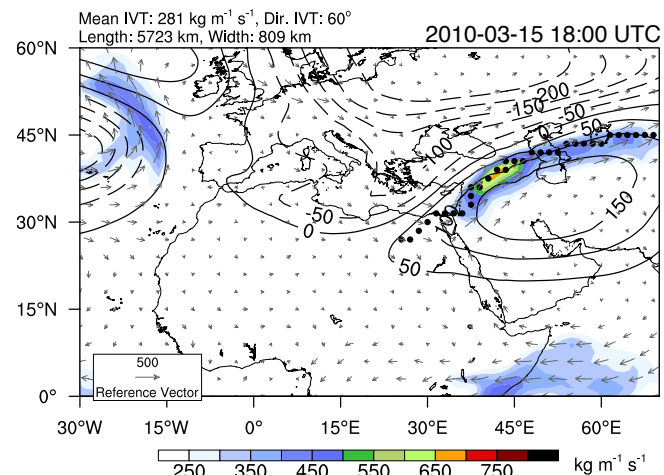 Mean IVT: 281 kg m⁻¹ s⁻¹, Dir. IVT: 60°
Length: 5723 km, Width: 809 km
2010-03-15 18:00 UTC
60°N
45°N
30°N
15°N
0°
200
150
-50
0
50
100
-50
0
50
150
500
Reference Vector
30°W 15°W 0° 15°E 30°E 45°E 60°E
250 350 450 550 650 750
kg m⁻¹ s⁻¹